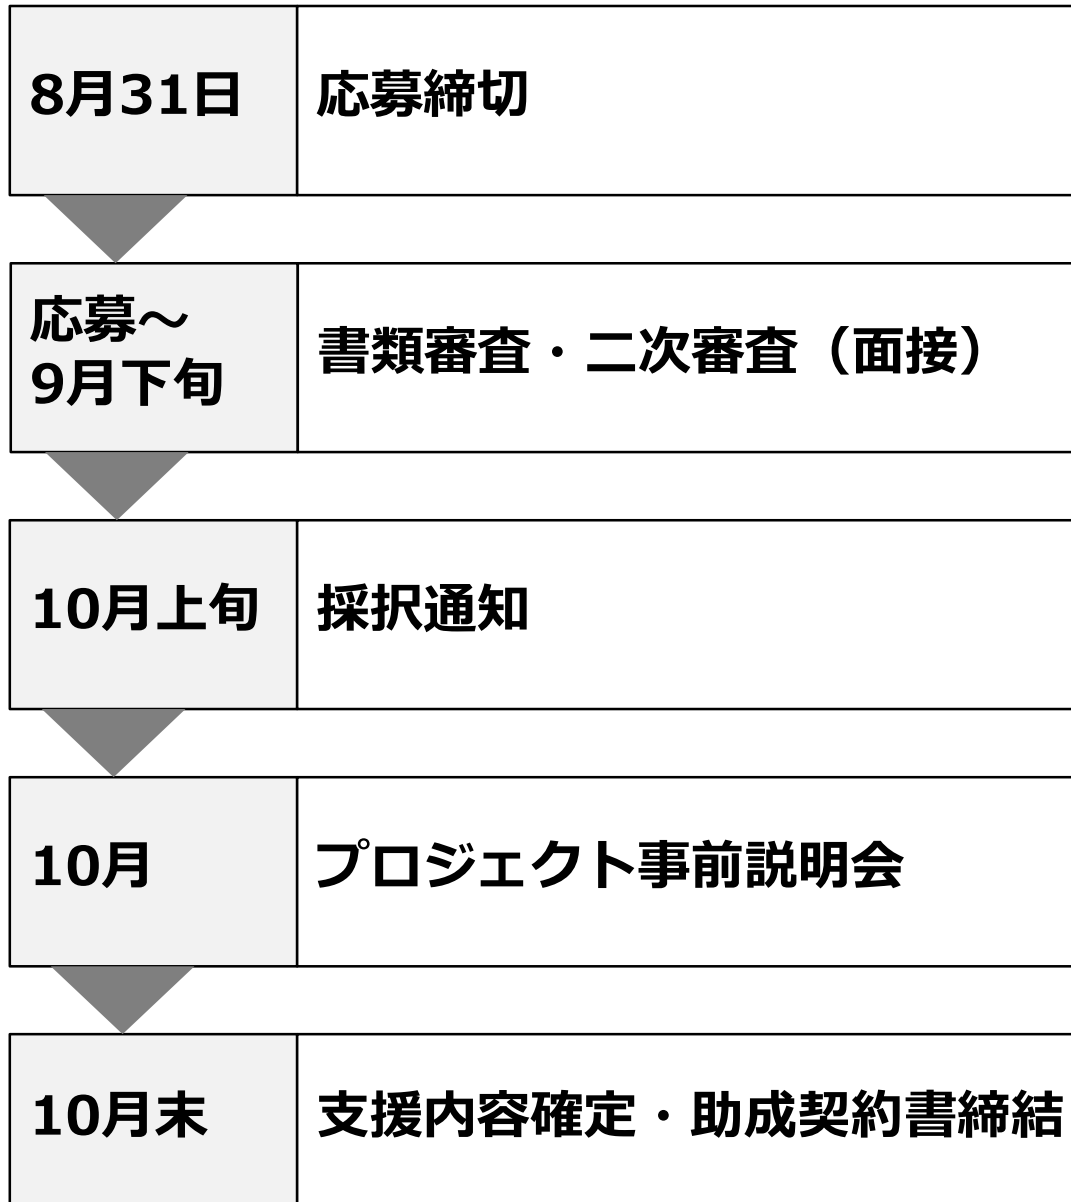 8月31日
応募締切
応募～
9月下旬
書類審査・二次審査（面接）
10月上旬
採択通知
10月
プロジェクト事前説明会
10月末
支援内容確定・助成契約書締結